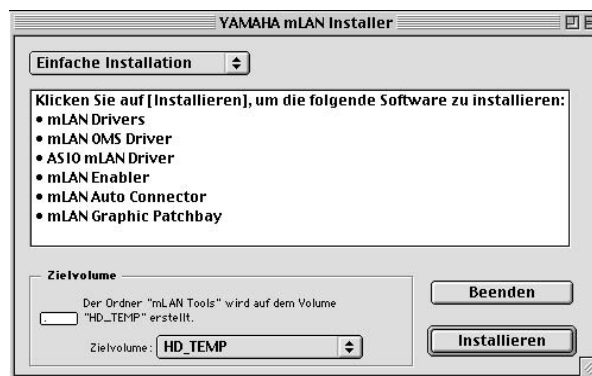 YAMAHA mLAN Installer
Einfache Installation
Klicken Sie auf [Installieren], um die folgende Software zu installieren:
• mLAN Drivers
• mLAN OMS Driver
• ASIO mLAN Driver
• mLAN Enabler
• mLAN Auto Connector
• mLAN Graphic Patchbay
Zielvolume
Der Ordner "mLAN Tools" wird auf dem Volume
"HD_TEMP" erstellt.
Zielvolume: HD_TEMP
Beenden
Installieren